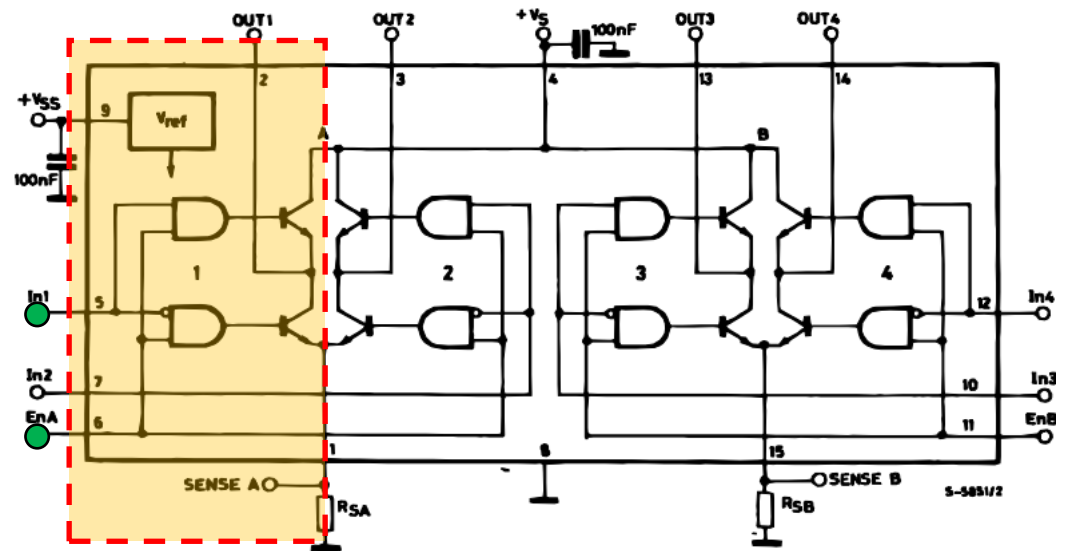 OUT1 OUT2 +VS 100nF OUT3 OUT4
2 3 4 13 14
+VSS 9 Vref
A B
100nF
1 2 3 4
In1 5 12 In4
In2 7 10 In3
EnA 6 11 EnB
1 8 15
SENSE A SENSE B
RSA RSB S-5851/2